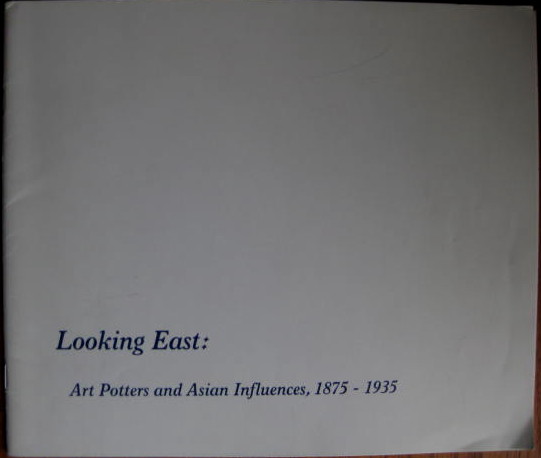 Looking East:
Art Potters and Asian Influences, 1875 - 1935